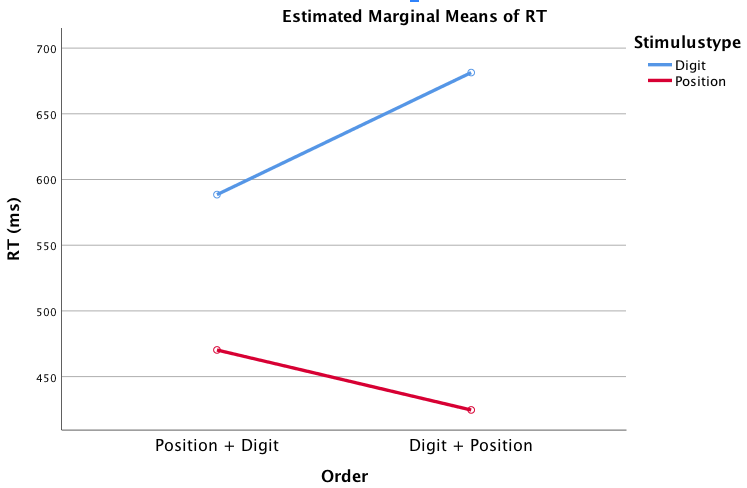 Estimated Marginal Means of RT
Stimulustype
Digit
Position
700
650
600
550
500
450
RT (ms)
Position + Digit
Digit + Position
Order